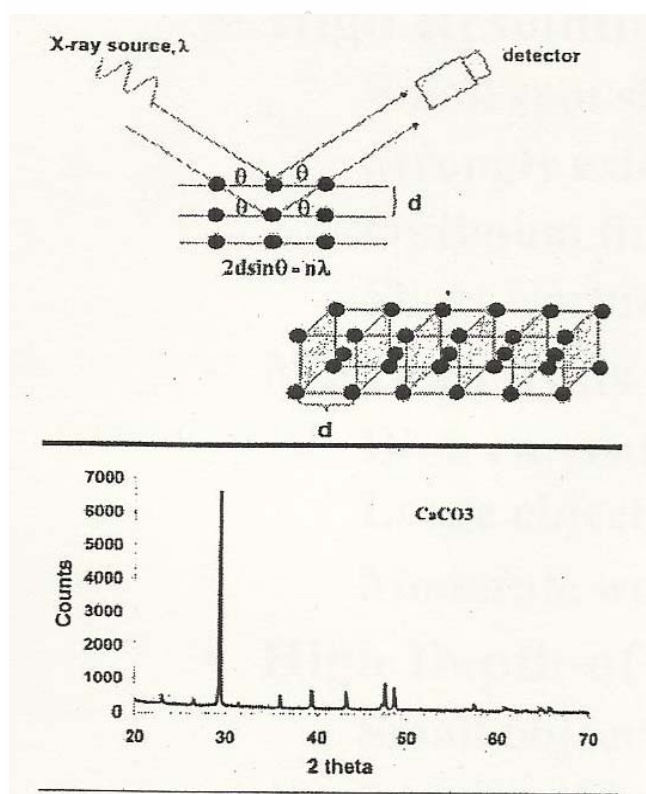 X-ray source, λ
detector
θ θ
θ θ
d
2dsinθ = nλ
d
7000
6000
5000
4000
3000
2000
1000
0
Counts
CaCO3
20 30 40 50 60 70
2 theta